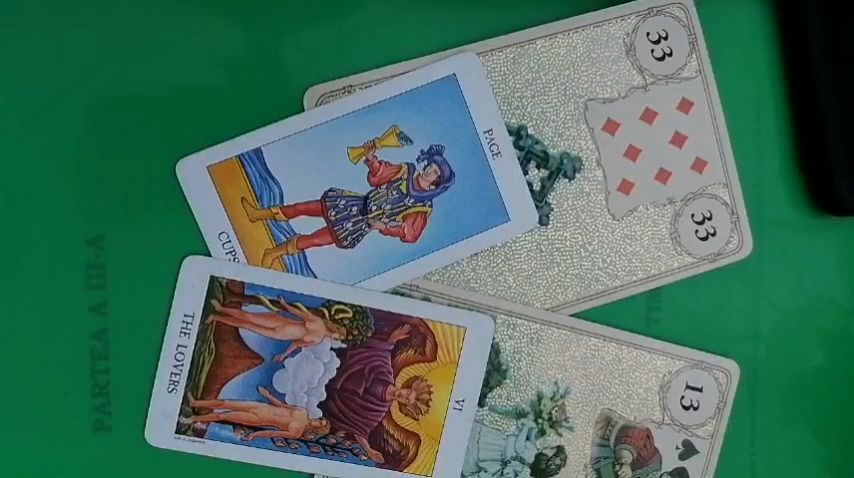 33
33
PAGE
CUPS
VI
THE LOVERS
13
PARTEA A III-A